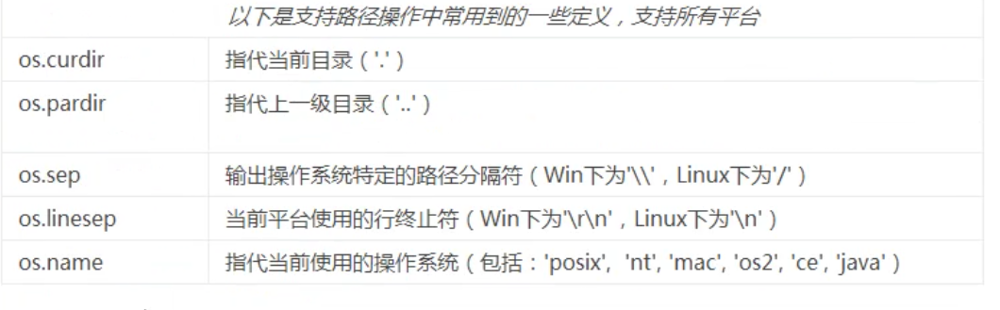 以下是支持路径操作中常用到的一些定义，支持所有平台
os.curdir 指代当前目录（'.'）
os.pardir 指代上一级目录（'..'）
os.sep 输出操作系统特定的路径分隔符（Win下为'\\'，Linux下为'/'）
os.linesep 当前平台使用的行终止符（Win下为'\r\n'，Linux下为'\n'）
os.name 指代当前使用的操作系统（包括：'posix', 'nt', 'mac', 'os2', 'ce', 'java'）